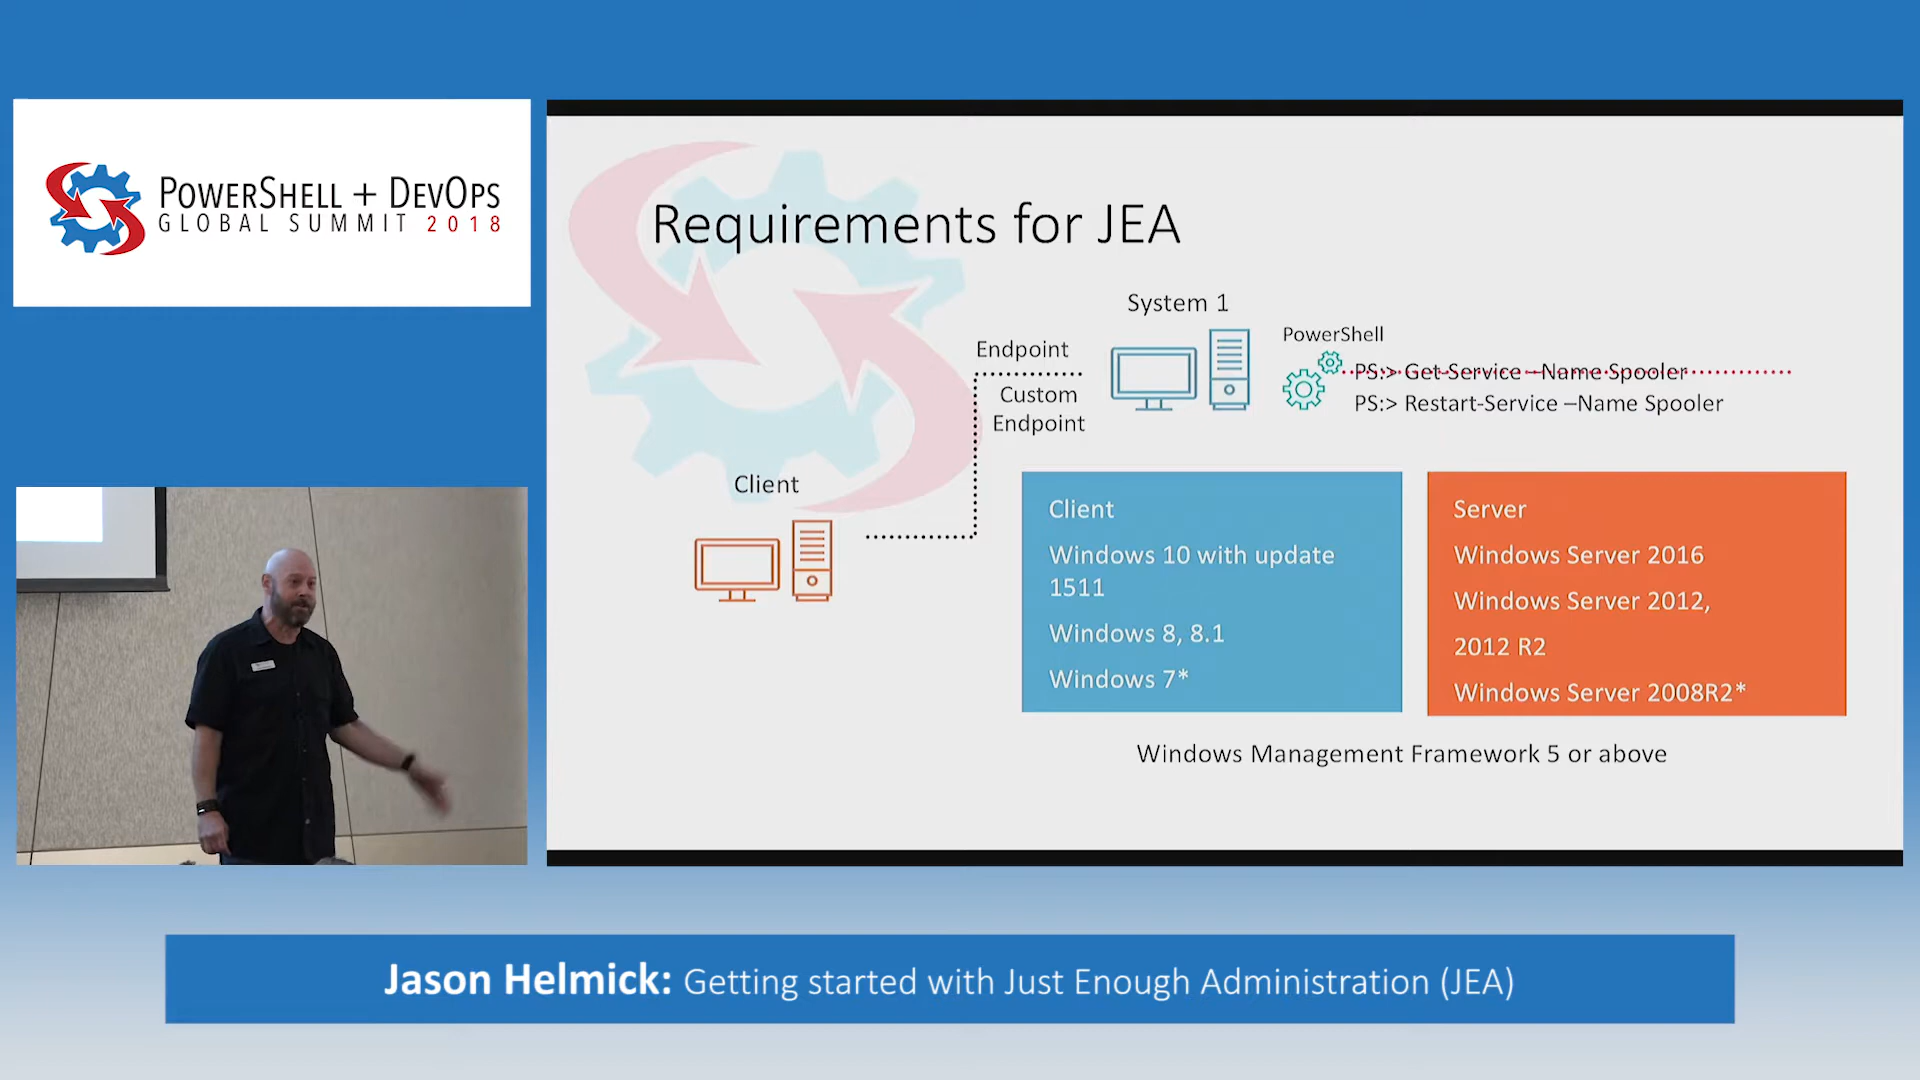 POWERSHELL + DEVOPS
GLOBAL SUMMIT 2018
Requirements for JEA
System 1
Endpoint
Custom
Endpoint
PowerShell
PS:> Get-Service –Name Spooler
PS:> Restart-Service –Name Spooler
Client
Client
Windows 10 with update
1511
Windows 8, 8.1
Windows 7*
Server
Windows Server 2016
Windows Server 2012,
2012 R2
Windows Server 2008R2*
Windows Management Framework 5 or above
Jason Helmick: Getting started with Just Enough Administration (JEA)